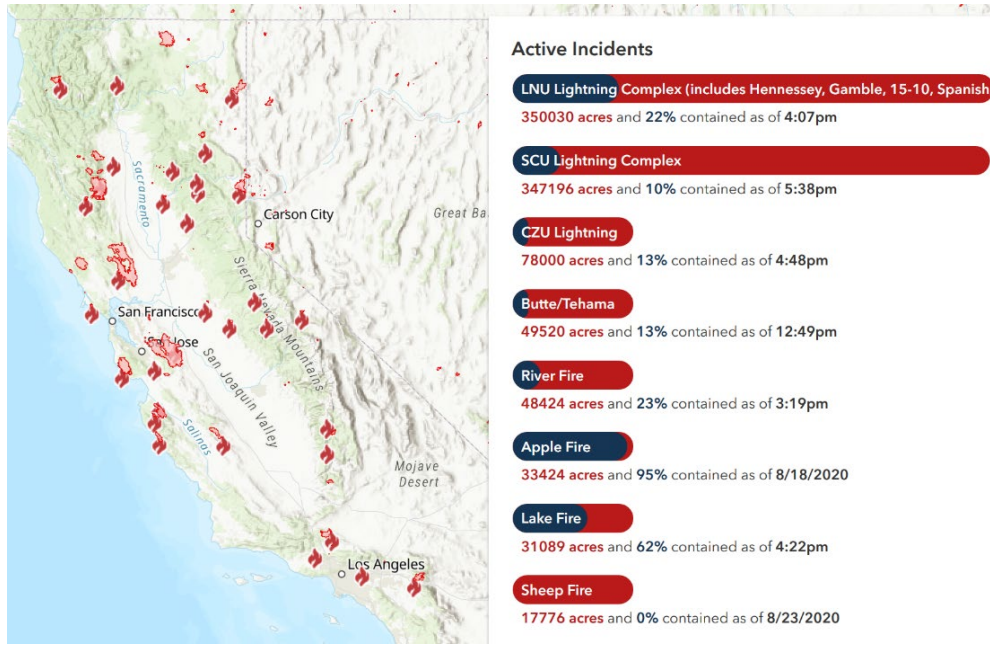 Sacramento
Carson City
Great Ba
Sierra Nevada Mountains
San Francisco
San Jose
San Joaquin Valley
Salinas
Mojave
Desert
Los Angeles
Active Incidents
LNU Lightning Complex (includes Hennessey, Gamble, 15-10, Spanish
350030 acres and 22% contained as of 4:07pm
SCU Lightning Complex
347196 acres and 10% contained as of 5:38pm
CZU Lightning
78000 acres and 13% contained as of 4:48pm
Butte/Tehama
49520 acres and 13% contained as of 12:49pm
River Fire
48424 acres and 23% contained as of 3:19pm
Apple Fire
33424 acres and 95% contained as of 8/18/2020
Lake Fire
31089 acres and 62% contained as of 4:22pm
Sheep Fire
17776 acres and 0% contained as of 8/23/2020